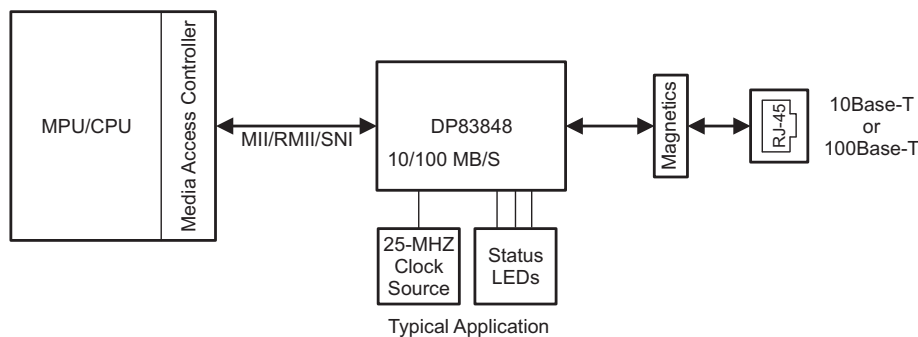 MPU/CPU
Media Access Controller
MII/RMII/SNI
DP83848
10/100 MB/S
Magnetics
RJ-45
10Base-T
or
100Base-T
25-MHZ
Clock
Source
Status
LEDs
Typical Application